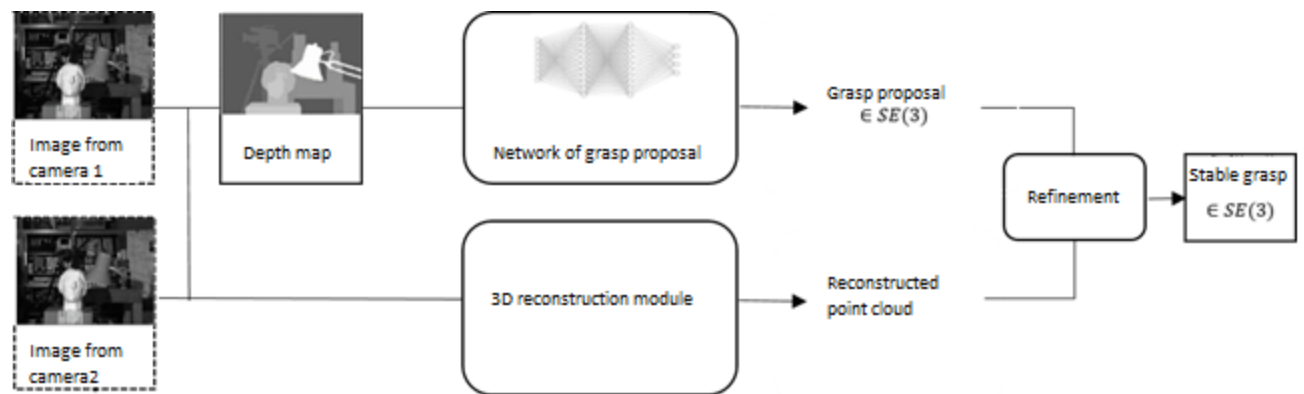 Image from
camera 1
Depth map
Network of grasp proposal
Grasp proposal
∈ SE(3)
Refinement
Stable grasp
∈ SE(3)
Image from
camera2
3D reconstruction module
Reconstructed
point cloud